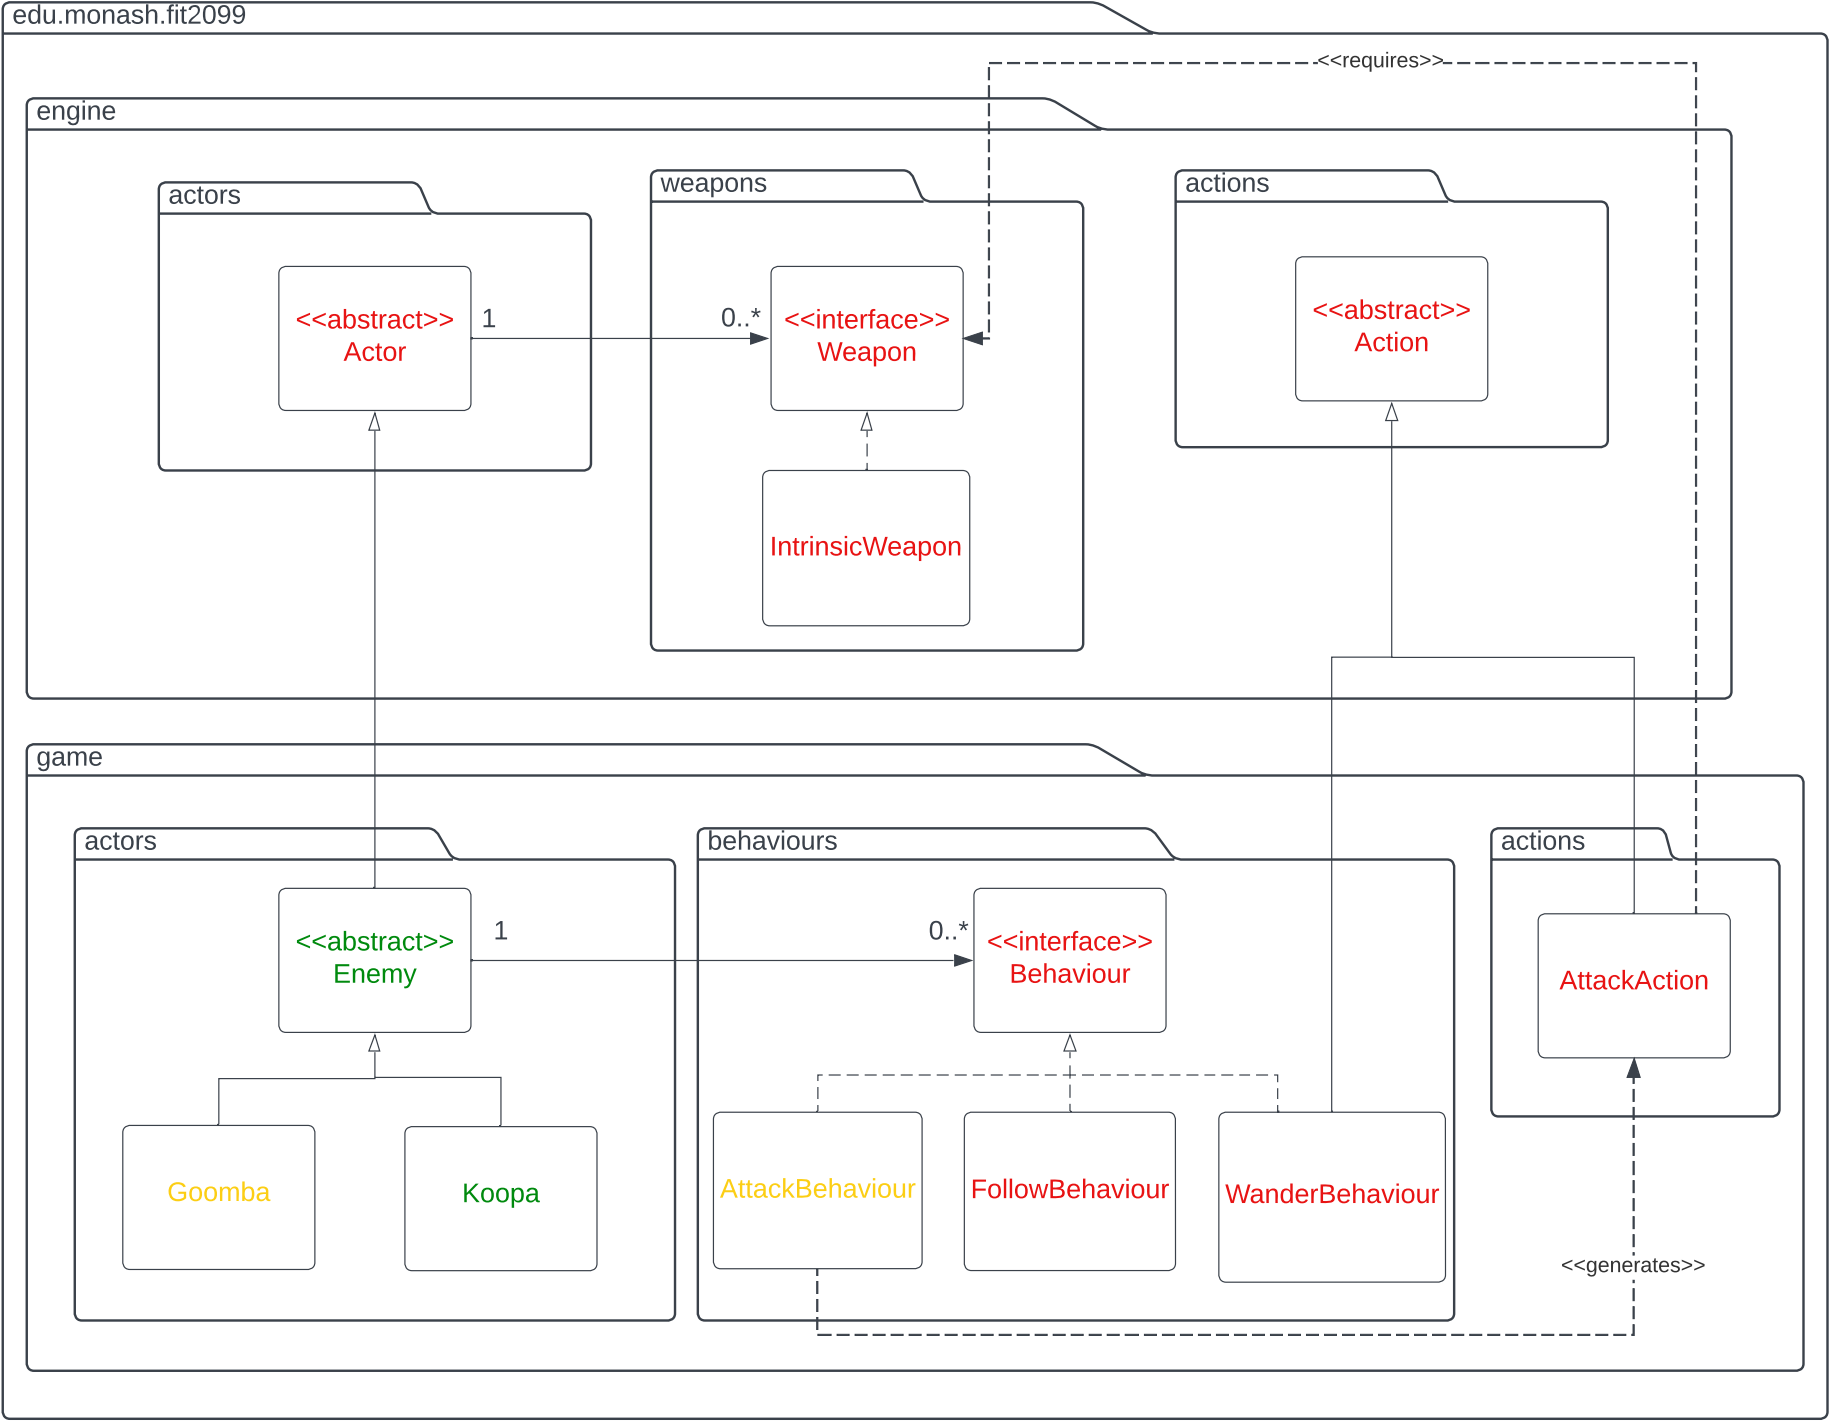 edu.monash.fit2099
<<requires>>
engine
actors
weapons
actions
<<abstract>>
Actor
1
0..*
<<interface>>
Weapon
<<abstract>>
Action
IntrinsicWeapon
game
actors
behaviours
actions
<<abstract>>
Enemy
1
0..*
<<interface>>
Behaviour
AttackAction
Goomba
Koopa
AttackBehaviour
FollowBehaviour
WanderBehaviour
<<generates>>